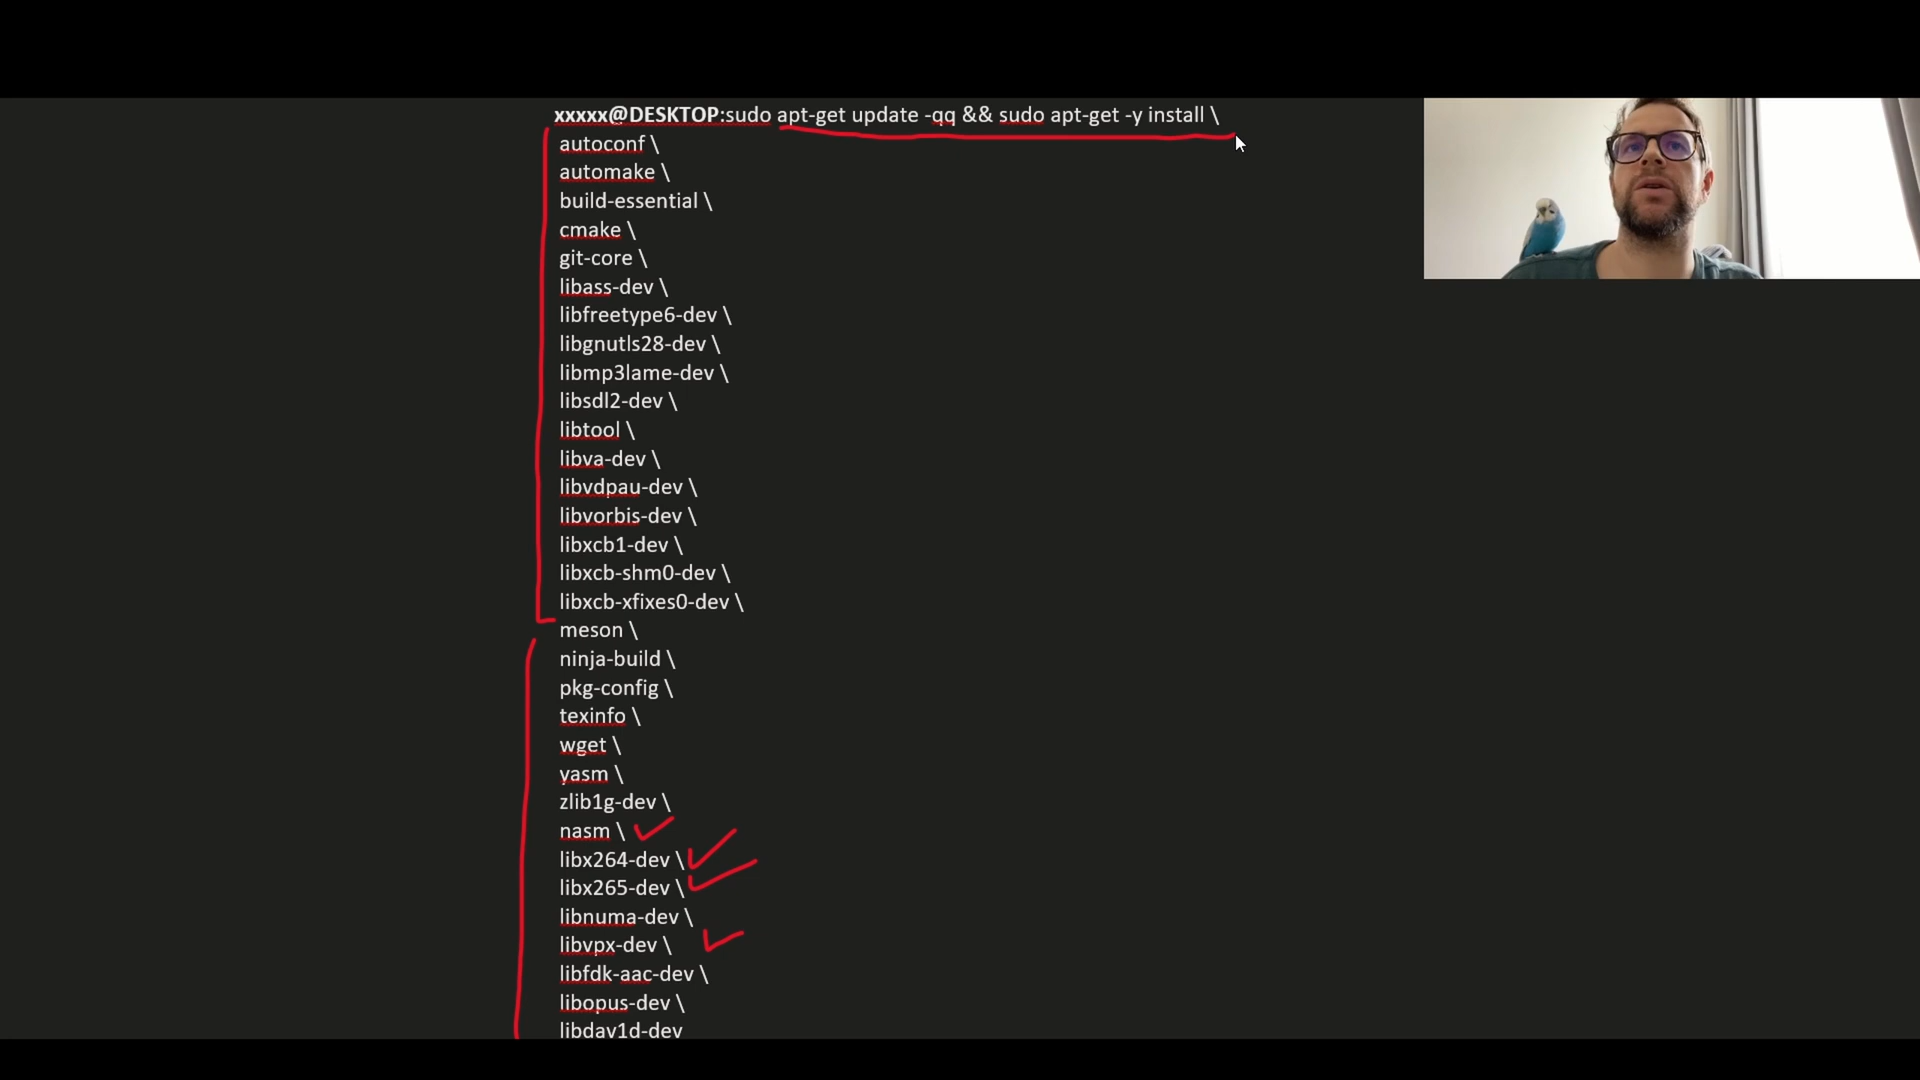 xxxxx@DESKTOP:sudo apt-get update -qq && sudo apt-get -y install \
autoconf \
automake \
build-essential \
cmake \
git-core \
libass-dev \
libfreetype6-dev \
libgnutls28-dev \
libmp3lame-dev \
libsdl2-dev \
libtool \
libva-dev \
libvdpau-dev \
libvorbis-dev \
libxcb1-dev \
libxcb-shm0-dev \
libxcb-xfixes0-dev \
meson \
ninja-build \
pkg-config \
texinfo \
wget \
yasm \
zlib1g-dev \
nasm \
libx264-dev \
libx265-dev \
libnuma-dev \
libvpx-dev \
libfdk-aac-dev \
libopus-dev \
libdav1d-dev